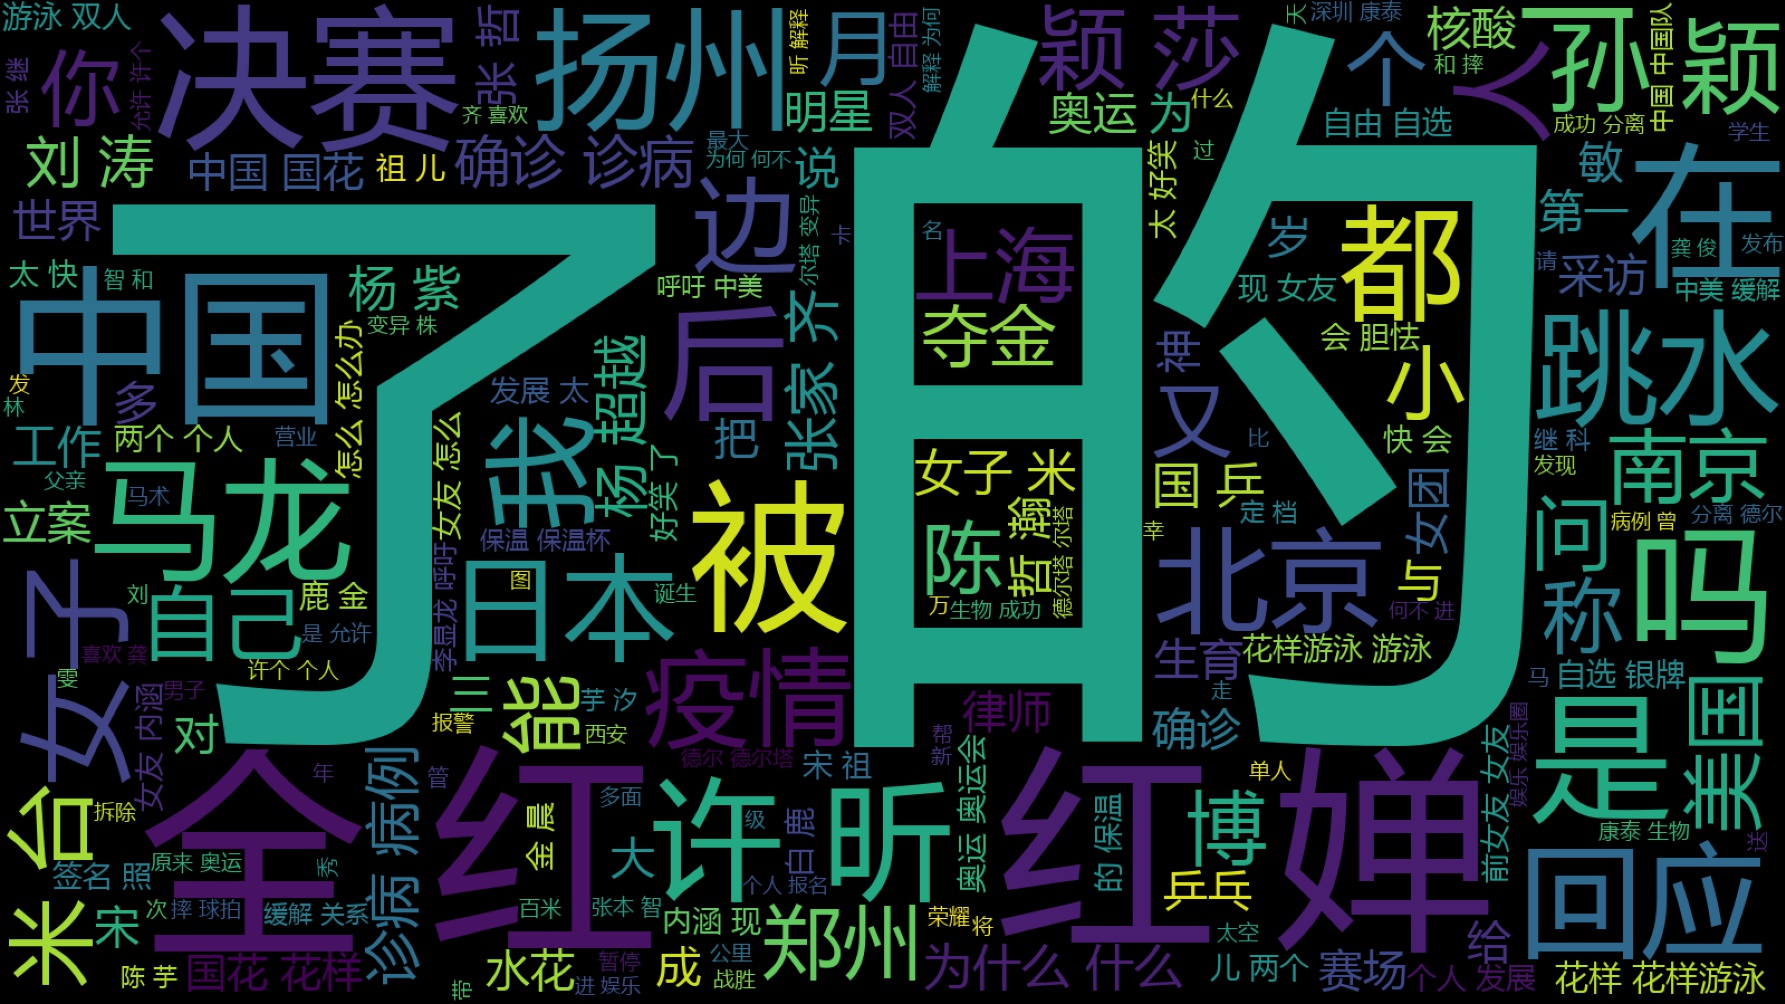 游泳 双人
决赛
张 哲
扬州
昕 解释
月
双人 自由
解释 为何
颖 莎
天
深圳 康泰
个
核酸
和 摔
人
孙 颖
中国 中国队
张 继
你
允许 许个
齐 喜欢
明星
奥运 为
什么
自由 自选
成功 分离
学生
刘 涛
中国 国花
祖 儿
确诊 诊病
最大
为何 何不
说
太 好笑
过
敏
在
世界
了
边
尔塔 变异
卡
的
名
上海
岁
都
第一
龚 俊
发布
太 快
智 和
中国
杨 紫
变异 株
呼吁 中美
后
张家 齐
夺金
现 女友
会 胆怯
请
采访
中美 缓解
发
林
多
怎么 怎么办
发展 太
我
杨 超越
把
裨
又
小
跳水
工作
两个 个人
营业
女友 怎么
好笑 了
女子 米
比
快 会
继 科
发现
南京
父亲
马术
马龙
立案
保温 保温杯
被
陈
哲 瀚
德尔塔 尔塔
国 乒
定 档
女团
病例 曾
分离 德尔
幸
北京
问
吗
女子
刘
自己
鹿 金
是 允许
李显龙 呼吁
日本
图
诞生
万
生物 成功
与
何不 进
称
喜欢 龚
许个 个人
疫情
生育
花样游泳 游泳
雯
女友 内涵
男子
对
三
报警
能
芋 汐
西安
德尔 德尔塔
律师
走
确诊
马
自选 银牌
美国
是
全 红
年
诊病 病例
管
宋 祖
帮
新
奥运 奥运会
红 婵
单人
前女友 女友
娱乐 娱乐圈
康泰 生物
送
米 台
拆除
原来 奥运
秀
签名 照
金 晨
多面
大
许 昕
级
白 鹿
个人 报名
的 保温
博
乒乓
回应
宋
次
摔 球拍
缓解 关系
百米
张本 智
内涵 现
郑州
荣耀
将
太空
给
陈 芋
国花 花样
带
水花
暂停
进 娱乐
成
公里
战胜
为什么 什么
儿 两个
赛场
个人 发展
花样 花样游泳